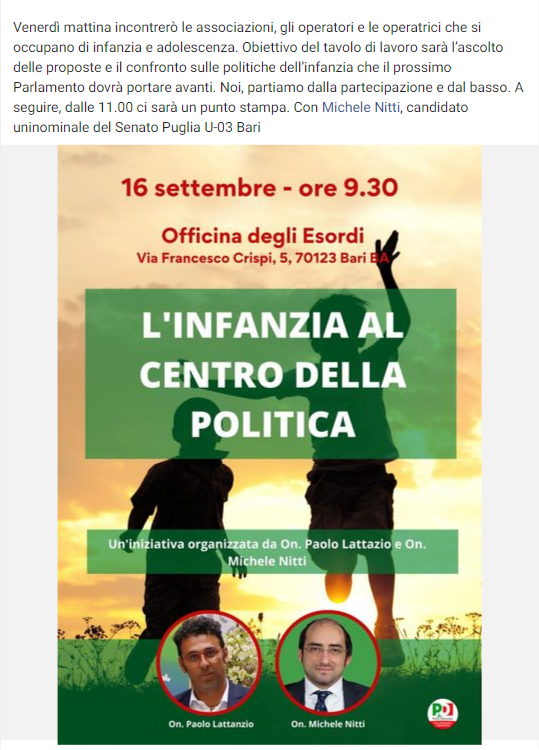 Venerdì mattina incontrerò le associazioni, gli operatori e le operatrici che si
occupano di infanzia e adolescenza. Obiettivo del tavolo di lavoro sarà l'ascolto
delle proposte e il confronto sulle politiche dell'infanzia che il prossimo
Parlamento dovrà portare avanti. Noi, partiamo dalla partecipazione e dal basso. A
seguire, dalle 11.00 ci sarà un punto stampa. Con Michele Nitti, candidato
uninominale del Senato Puglia U-03 Bari
16 settembre - ore 9.30
Officina degli Esordi
Via Francesco Crispi, 5, 70123 Bari BA
L'INFANZIA AL
CENTRO DELLA
POLITICA
Un'iniziativa organizzata da On. Paolo Lattazio e On.
Michele Nitti
On. Paolo Lattanzio
On. Michele Nitti
PD